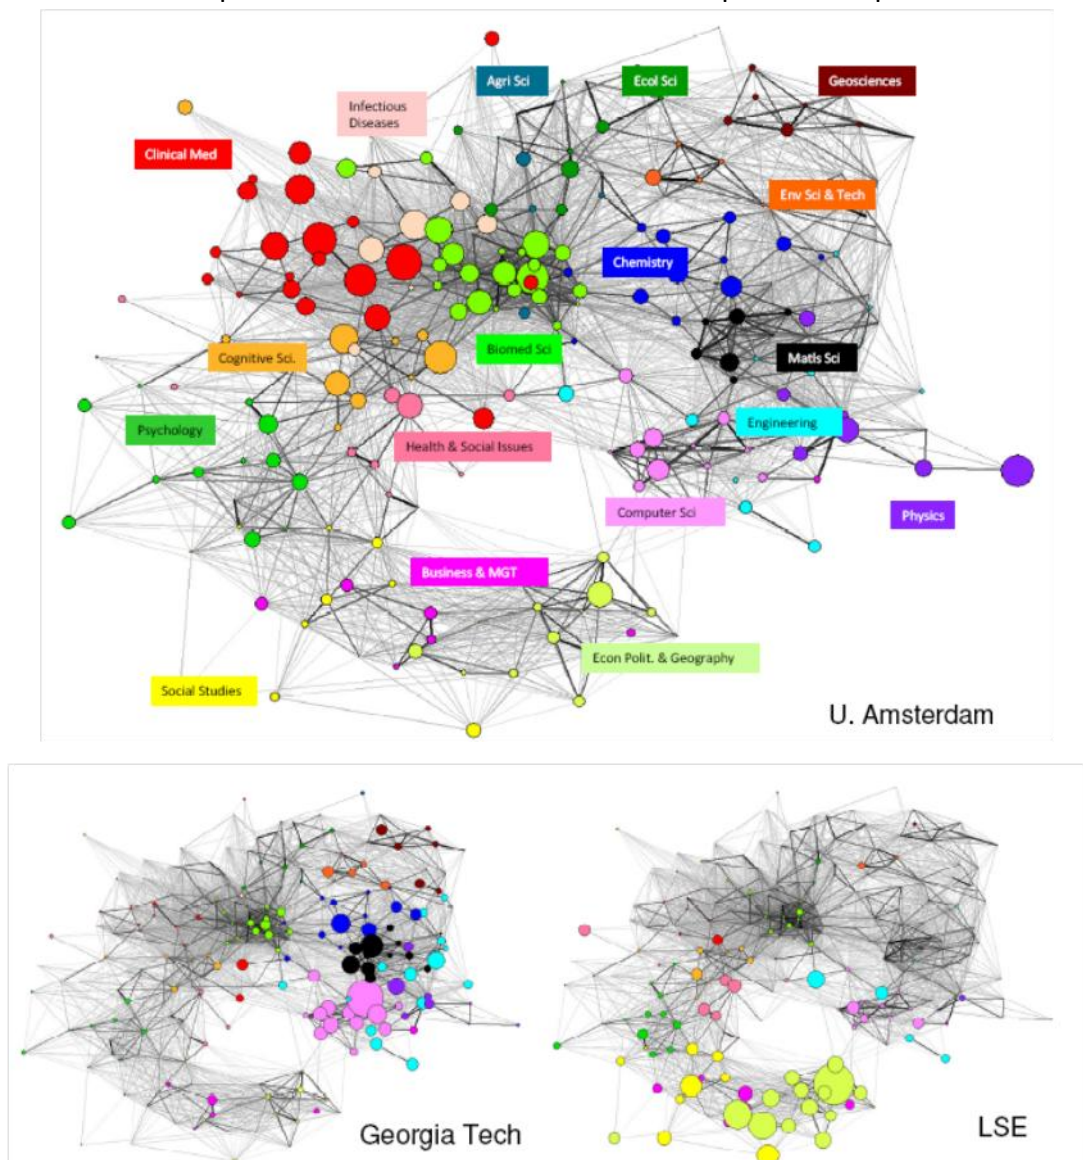 Agri Sci
Ecol Sci
Geosciences
Infectious
Diseases
Clinical Med
Env Sci & Tech
Chemistry
Biomed Sci
Matls Sci
Cognitive Sci.
Psychology
Engineering
Health & Social Issues
Computer Sci
Physics
Business & MGT
Econ Polit. & Geography
Social Studies
U. Amsterdam
Georgia Tech
LSE